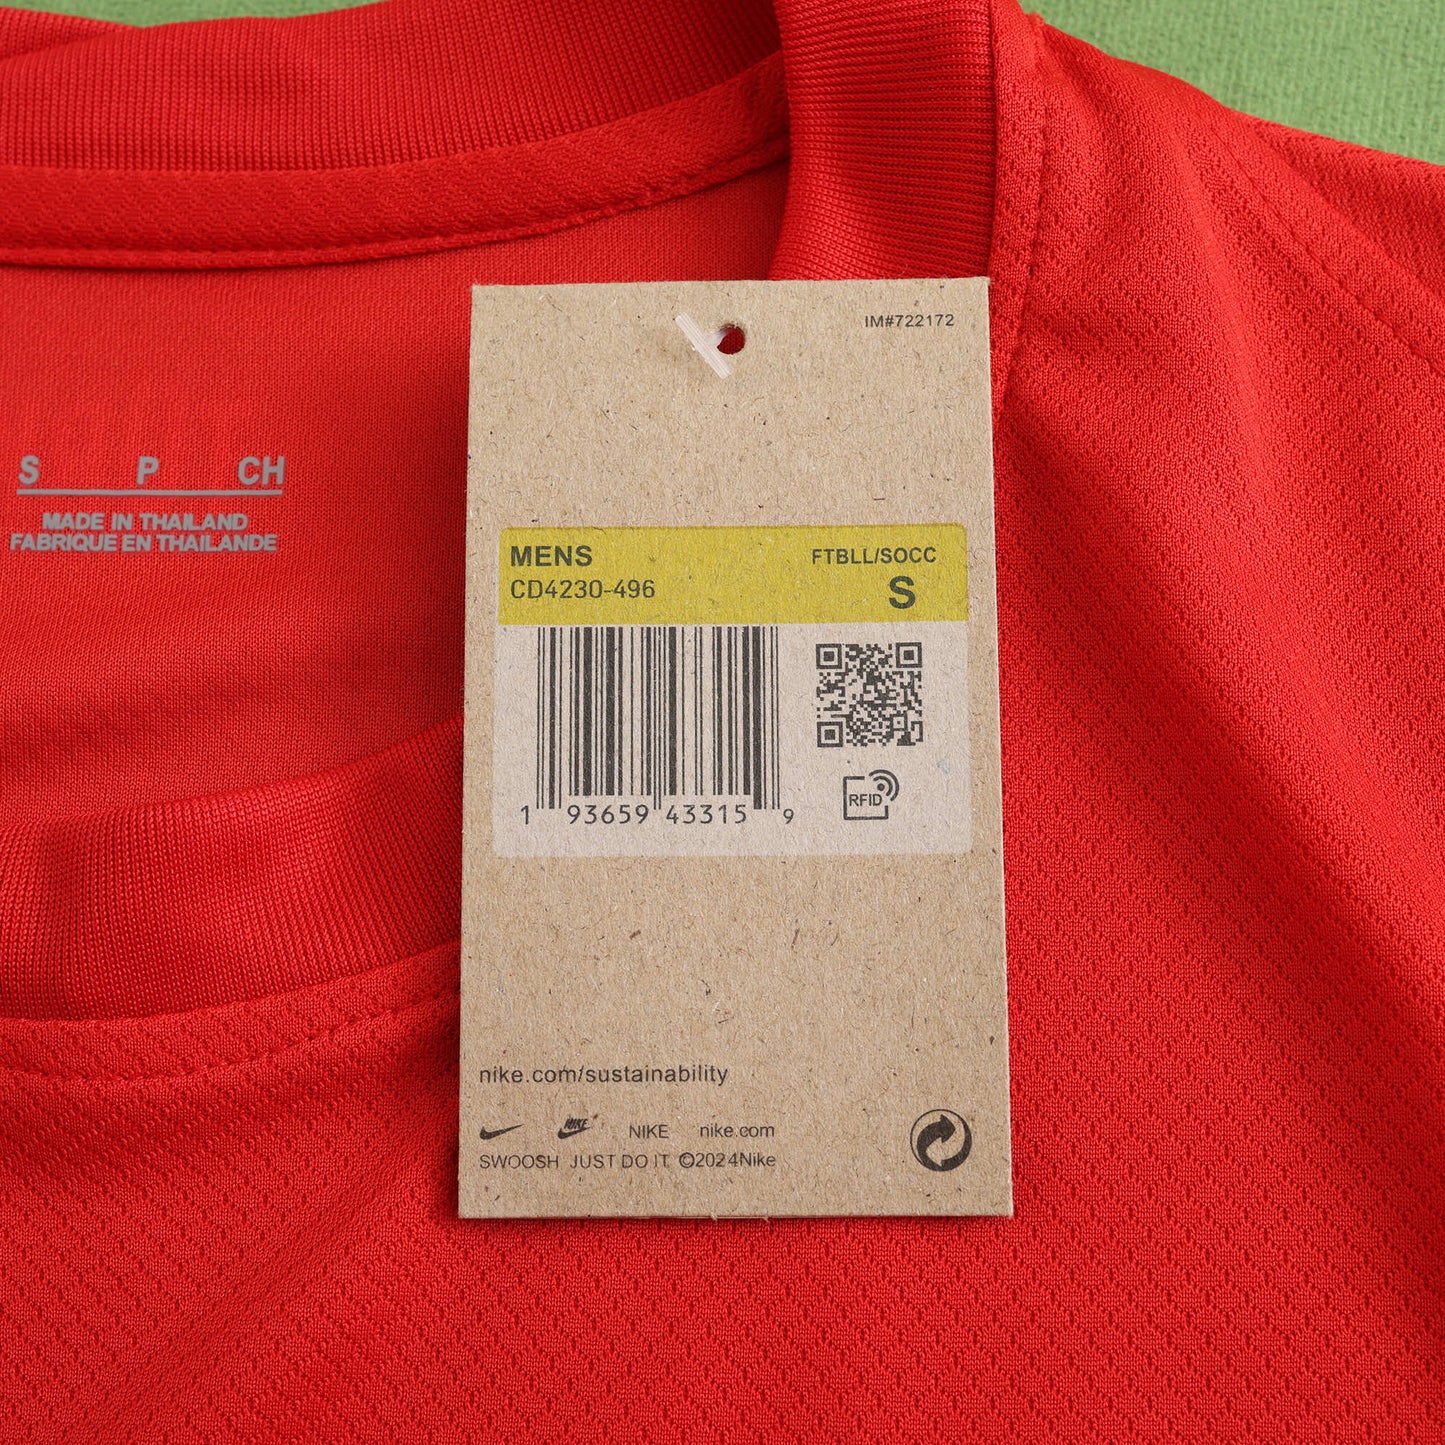 IM#722172
S P CH
MADE IN THAILAND
FABRIQUE EN THAILANDE
MENS FTBLL/SOCC
CD4230-496 S
1 93659 43315 9
RFID
nike.com/sustainability
NIKE NIKE nike.com
SWOOSH JUST DO IT ©2024Nike